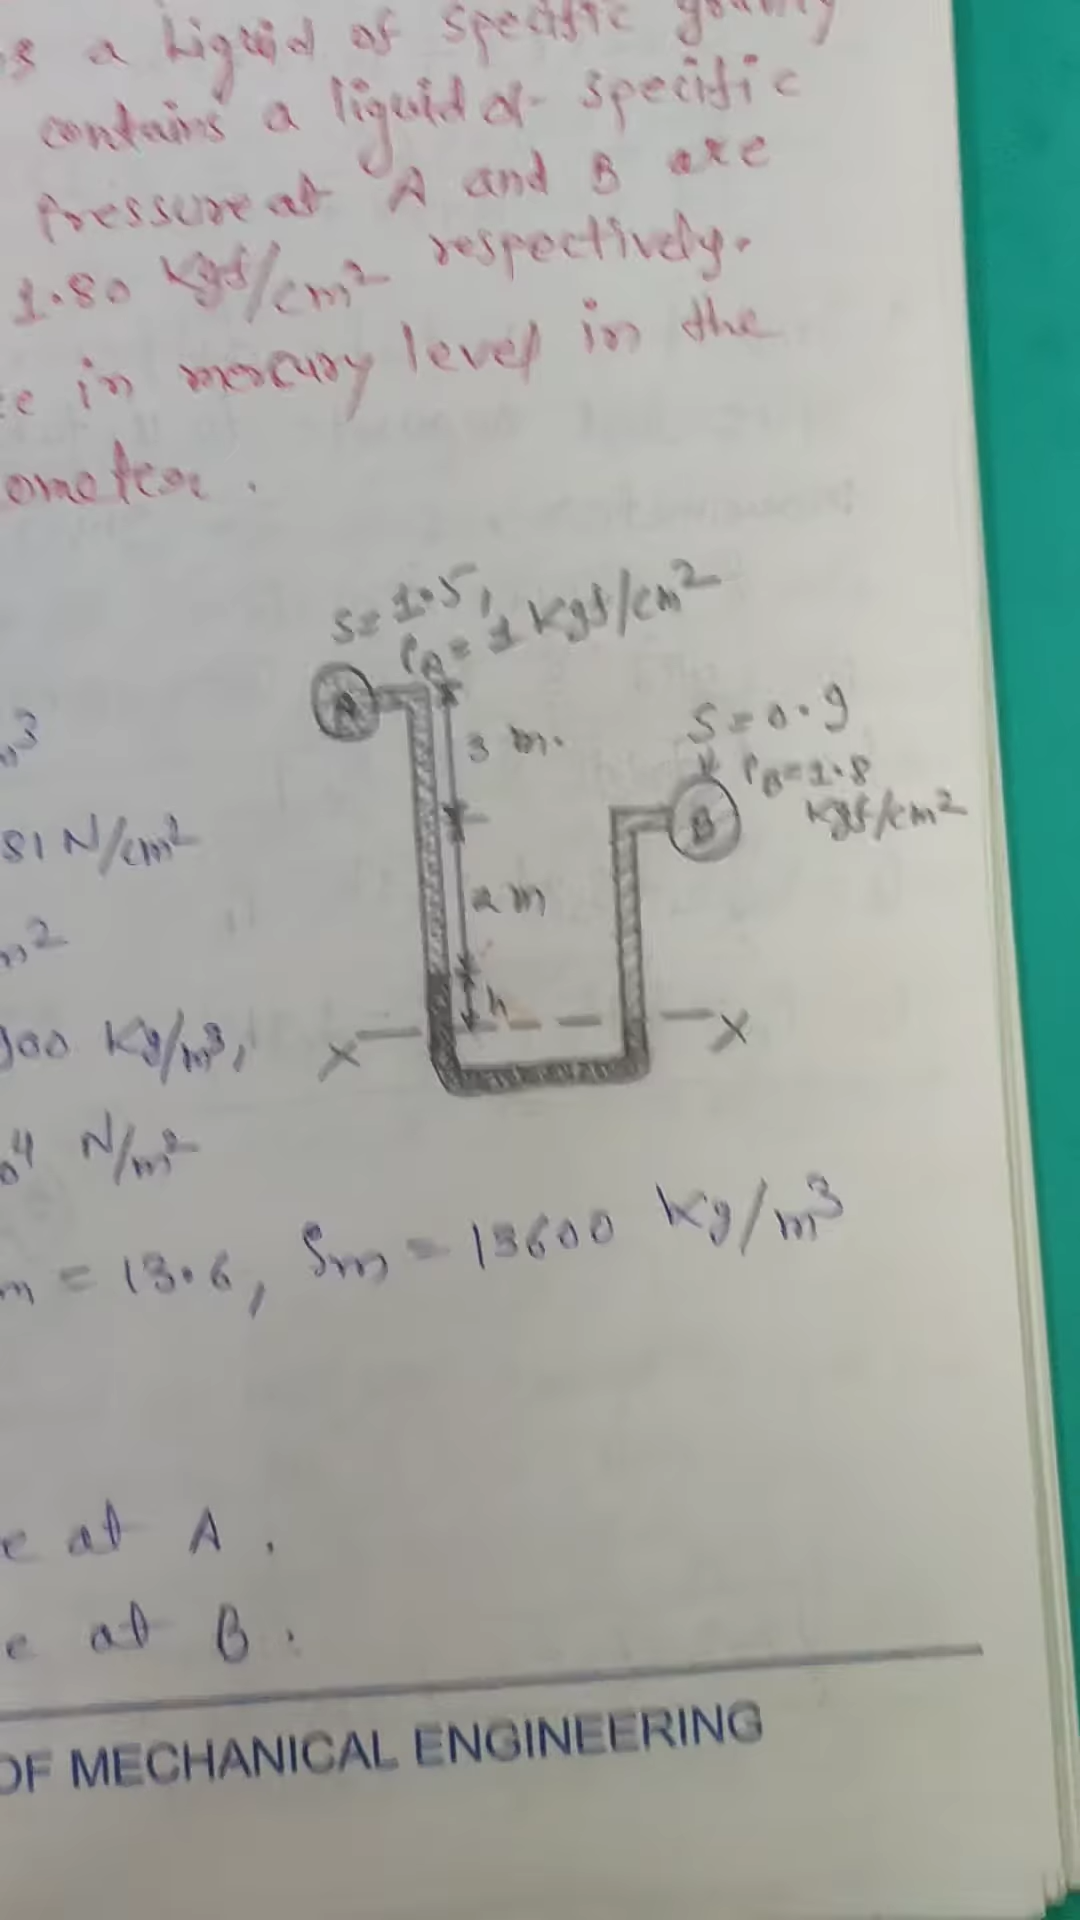 a Liquid of specific gravity
contains a liquid of specific
Pressure at A and B are
1.80 kgf/cm² respectively.
in mercury level in the
ometer.
S= 1.5,
PA = 1 kgf/cm²
A
3 m.
S = 0.9
PB = 1.8
kgf/cm²
B
81 N/cm²
2 m
h
00 Kg/m³,
X
X
N/m²
= 13.6, Sm = 13600 kg/m³
e at A.
e at B.
OF MECHANICAL ENGINEERING